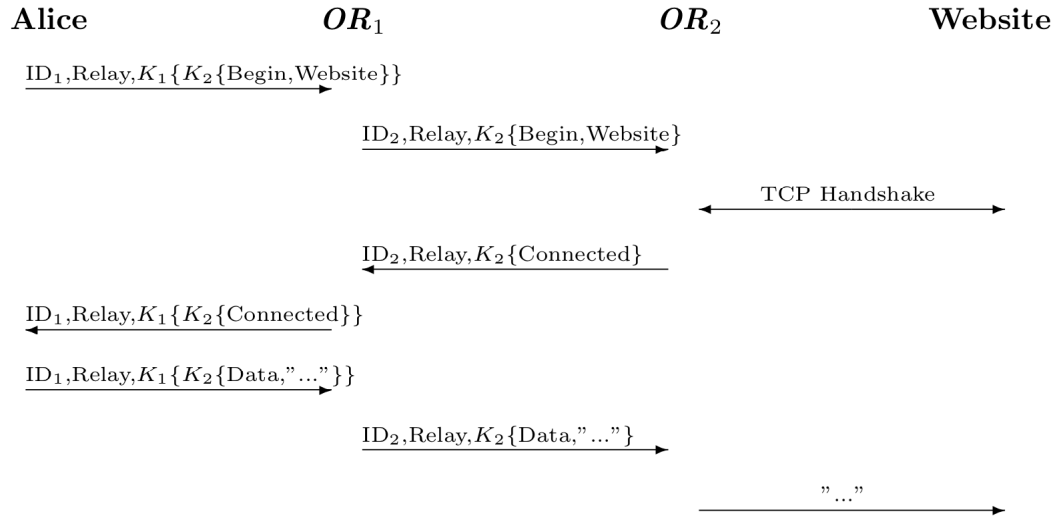 Alice OR₁ OR₂ Website
ID₁,Relay,K₁{K₂{Begin,Website}}
ID₂,Relay,K₂{Begin,Website}
TCP Handshake
ID₂,Relay,K₂{Connected}
ID₁,Relay,K₁{K₂{Connected}}
ID₁,Relay,K₁{K₂{Data,”...”}}
ID₂,Relay,K₂{Data,”...”}
”...”